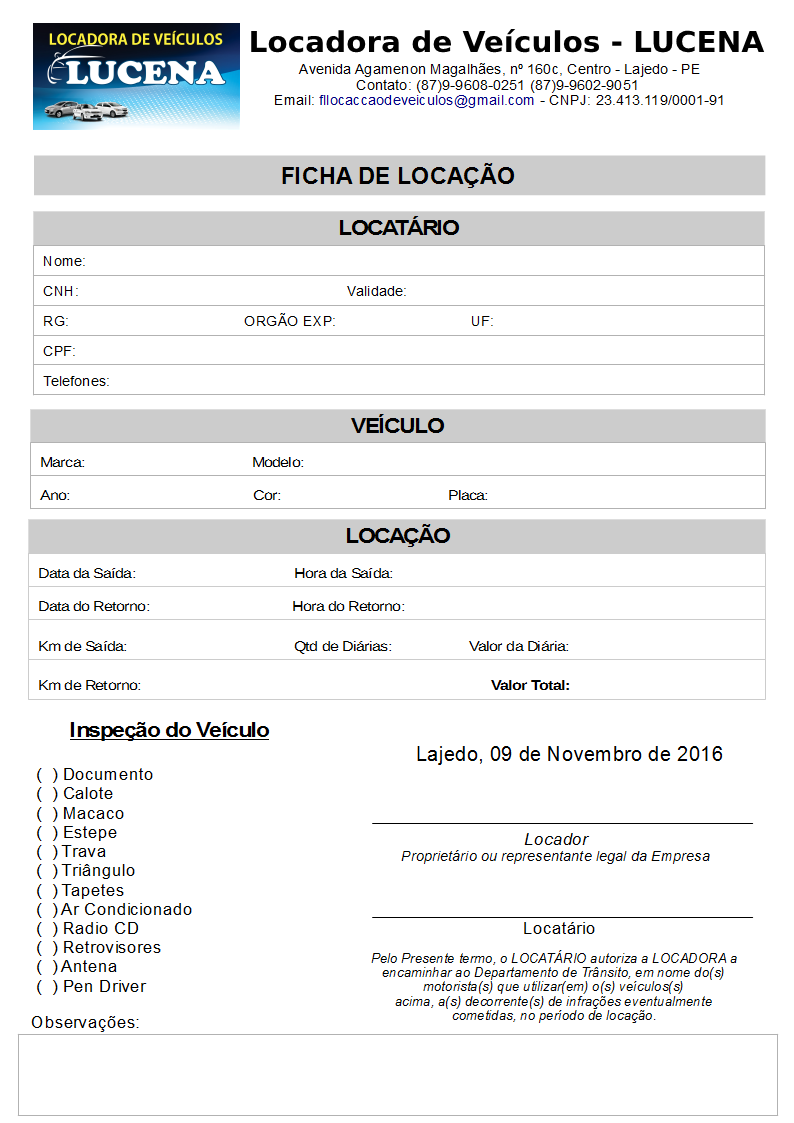 LOCADORA DE VEÍCULOS
LUCENA
Locadora de Veículos - LUCENA
Avenida Agamenon Magalhães, nº 160c, Centro - Lajedo - PE
Contato: (87)9-9608-0251 (87)9-9602-9051
Email: fllocaccaodeveiculos@gmail.com - CNPJ: 23.413.119/0001-91
FICHA DE LOCAÇÃO
LOCATÁRIO
Nome:
CNH: Validade:
RG: ORGÃO EXP: UF:
CPF:
Telefones:
VEÍCULO
Marca: Modelo:
Ano: Cor: Placa:
LOCAÇÃO
Data da Saída: Hora da Saída:
Data do Retorno: Hora do Retorno:
Km de Saída: Qtd de Diárias: Valor da Diária:
Km de Retorno: Valor Total:
Inspeção do Veículo
( ) Documento
( ) Calote
( ) Macaco
( ) Estepe
( ) Trava
( ) Triângulo
( ) Tapetes
( ) Ar Condicionado
( ) Radio CD
( ) Retrovisores
( ) Antena
( ) Pen Driver
Observações:
Lajedo, 09 de Novembro de 2016
Locador
Proprietário ou representante legal da Empresa
Locatário
Pelo Presente termo, o LOCATÁRIO autoriza a LOCADORA a
encaminhar ao Departamento de Trânsito, em nome do(s)
motorista(s) que utilizar(em) o(s) veículos(s)
acima, a(s) decorrente(s) de infrações eventualmente
cometidas, no período de locação.